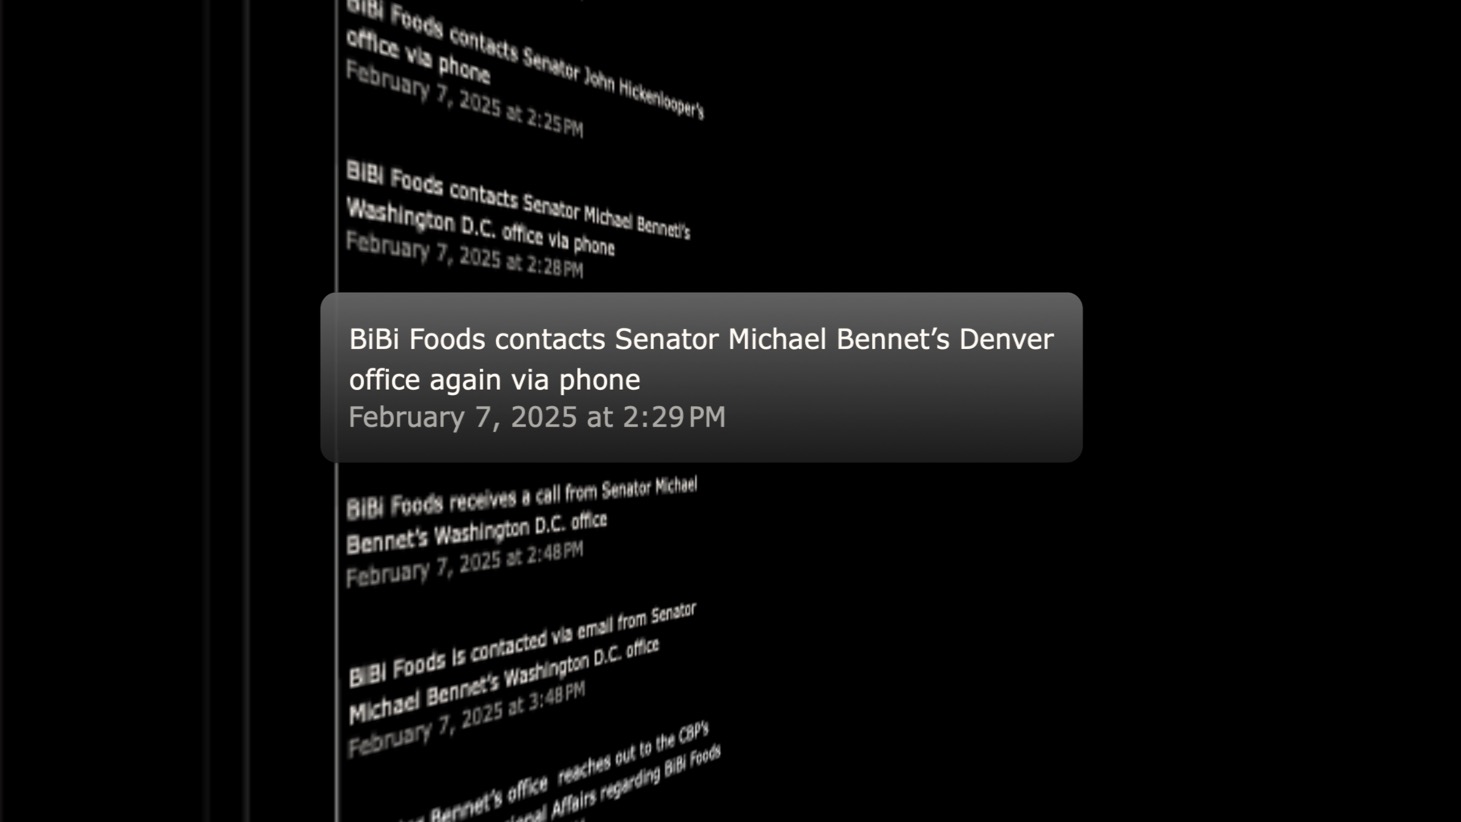 BiBi Foods contacts Senator John Hickenlooper's
office via phone
February 7, 2025 at 2:25 PM
BiBi Foods contacts Senator Michael Bennett's
Washington D.C. office via phone
February 7, 2025 at 2:28 PM
BiBi Foods contacts Senator Michael Bennet’s Denver
office again via phone
February 7, 2025 at 2:29 PM
BiBi Foods receives a call from Senator Michael
Bennet's Washington D.C. office
February 7, 2025 at 2:48 PM
BiBi Foods is contacted via email from Senator
Michael Bennet's Washington D.C. office
February 7, 2025 at 3:48 PM
Bennet's office reaches out to the CBP's
Affairs regarding BiBi Foods